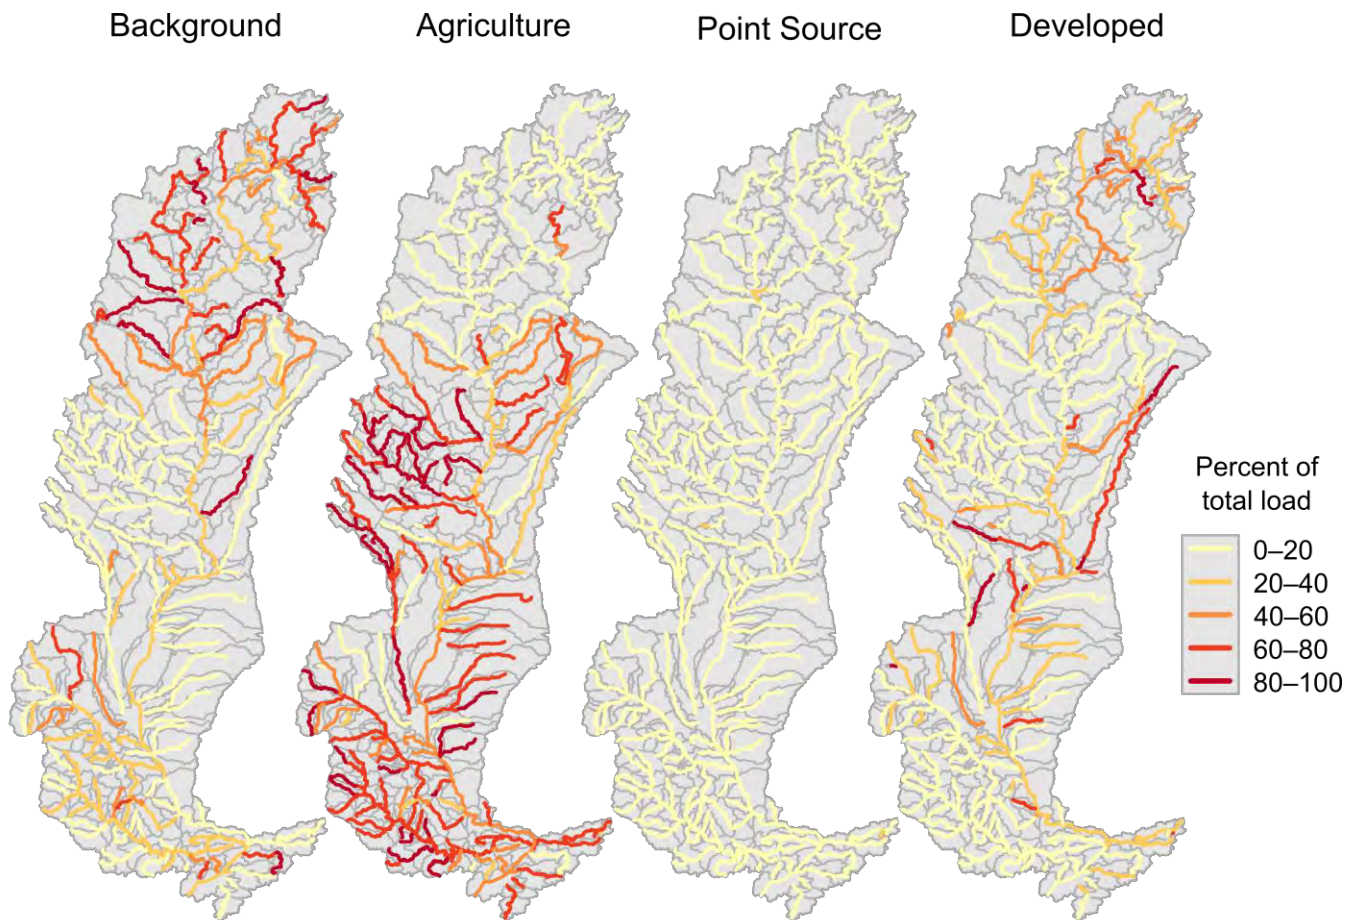 Background
Agriculture
Point Source
Developed
Percent of
total load
0–20
20–40
40–60
60–80
80–100